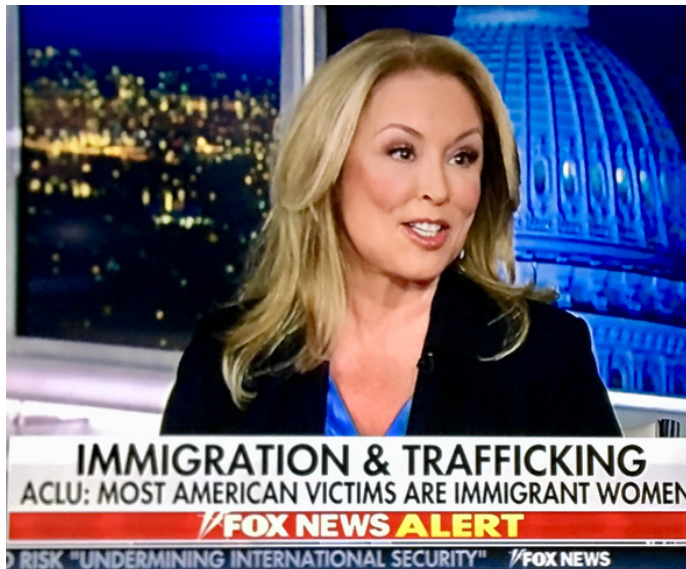 IMMIGRATION & TRAFFICKING
ACLU: MOST AMERICAN VICTIMS ARE IMMIGRANT WOMEN
FOX NEWS ALERT
RISK "UNDERMINING INTERNATIONAL SECURITY" FOX NEWS